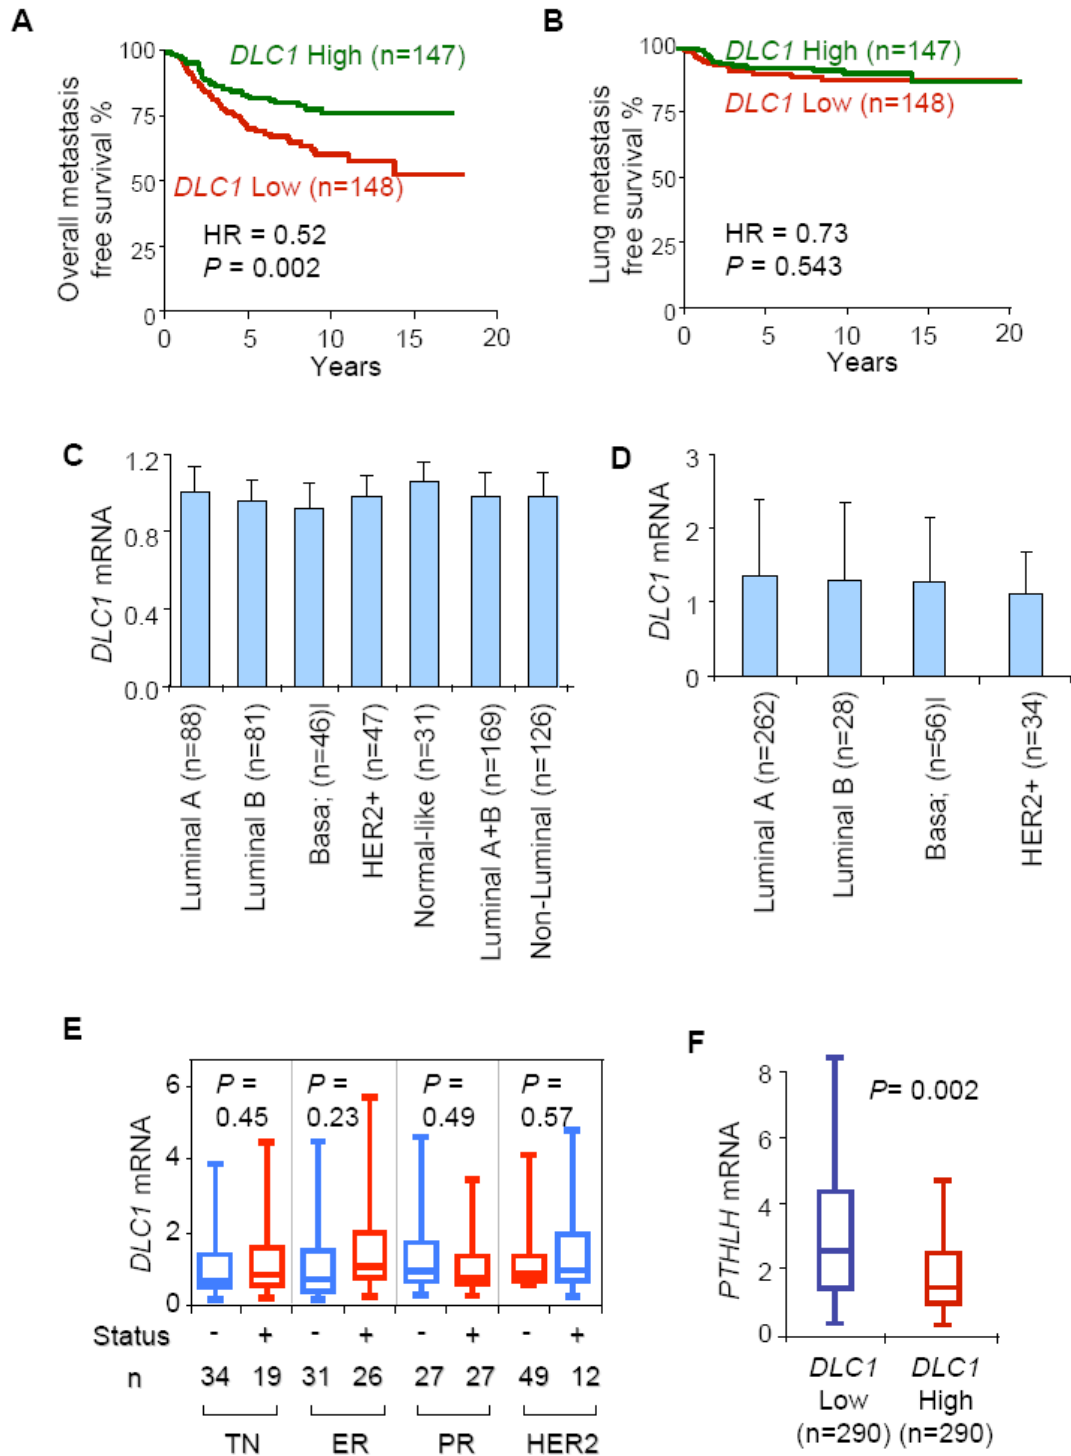 A
100
75
50
25
0
Overall metastasis
free survival %
DLC1 High (n=147)
DLC1 Low (n=148)
HR = 0.52
P = 0.002
0 5 10 15 20
Years
B
100
75
50
25
0
Lung metastasis
free survival %
DLC1 High (n=147)
DLC1 Low (n=148)
HR = 0.73
P = 0.543
0 5 10 15 20
Years
C
1.2
0.8
0.4
0.0
DLC1 mRNA
Luminal A (n=88)
Luminal B (n=81)
Basa; (n=46)l
HER2+ (n=47)
Normal-like (n=31)
Luminal A+B (n=169)
Non-Luminal (n=126)
D
3
2
1
0
DLC1 mRNA
Luminal A (n=262)
Luminal B (n=28)
Basa; (n=56)l
HER2+ (n=34)
E
6
4
2
0
DLC1 mRNA
P =
0.45
P =
0.23
P =
0.49
P =
0.57
Status - + - + - + - +
n 34 19 31 26 27 27 49 12
TN ER PR HER2
F
8
6
4
2
0
PTHLH mRNA
P= 0.002
DLC1 DLC1
Low High
(n=290) (n=290)